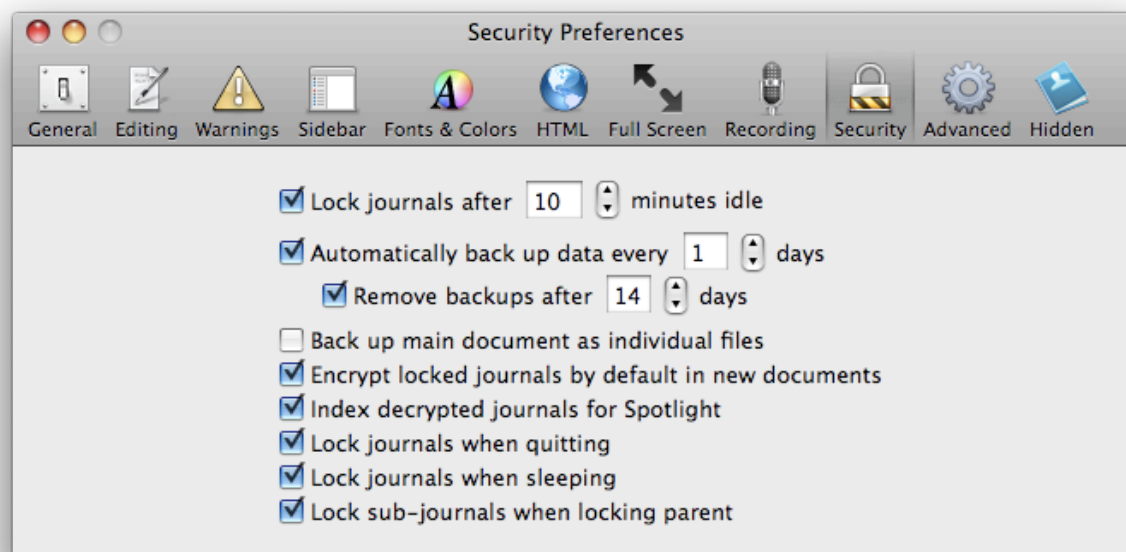 Security Preferences
General Editing Warnings Sidebar Fonts & Colors HTML Full Screen Recording Security Advanced Hidden
Lock journals after 10 minutes idle
Automatically back up data every 1 days
Remove backups after 14 days
Back up main document as individual files
Encrypt locked journals by default in new documents
Index decrypted journals for Spotlight
Lock journals when quitting
Lock journals when sleeping
Lock sub-journals when locking parent